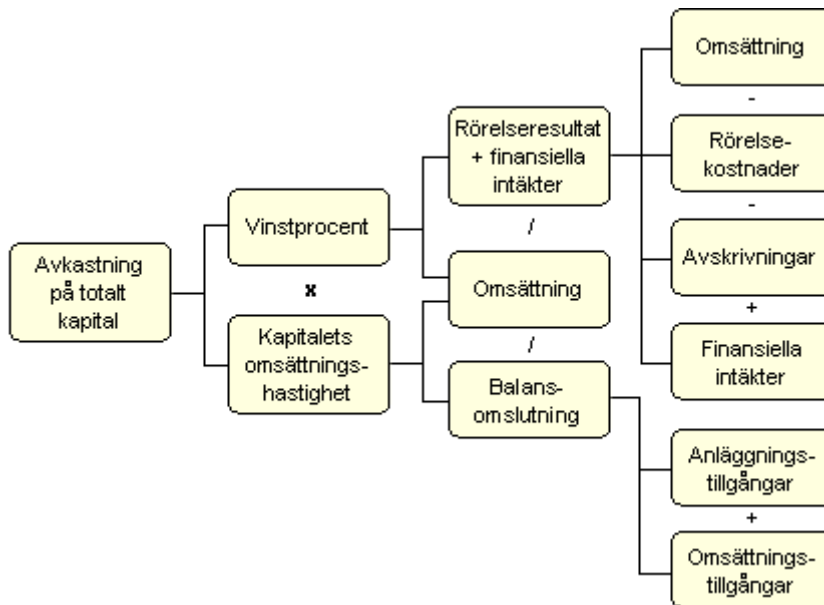 Avkastning
på totalt
kapital
Vinstprocent
x
Kapitalets
omsättnings-
hastighet
Rörelseresultat
+ finansiella
intäkter
/
Omsättning
/
Balans-
omslutning
Omsättning
-
Rörelse-
kostnader
-
Avskrivningar
+
Finansiella
intäkter
Anläggnings-
tillgångar
+
Omsättnings-
tillgångar